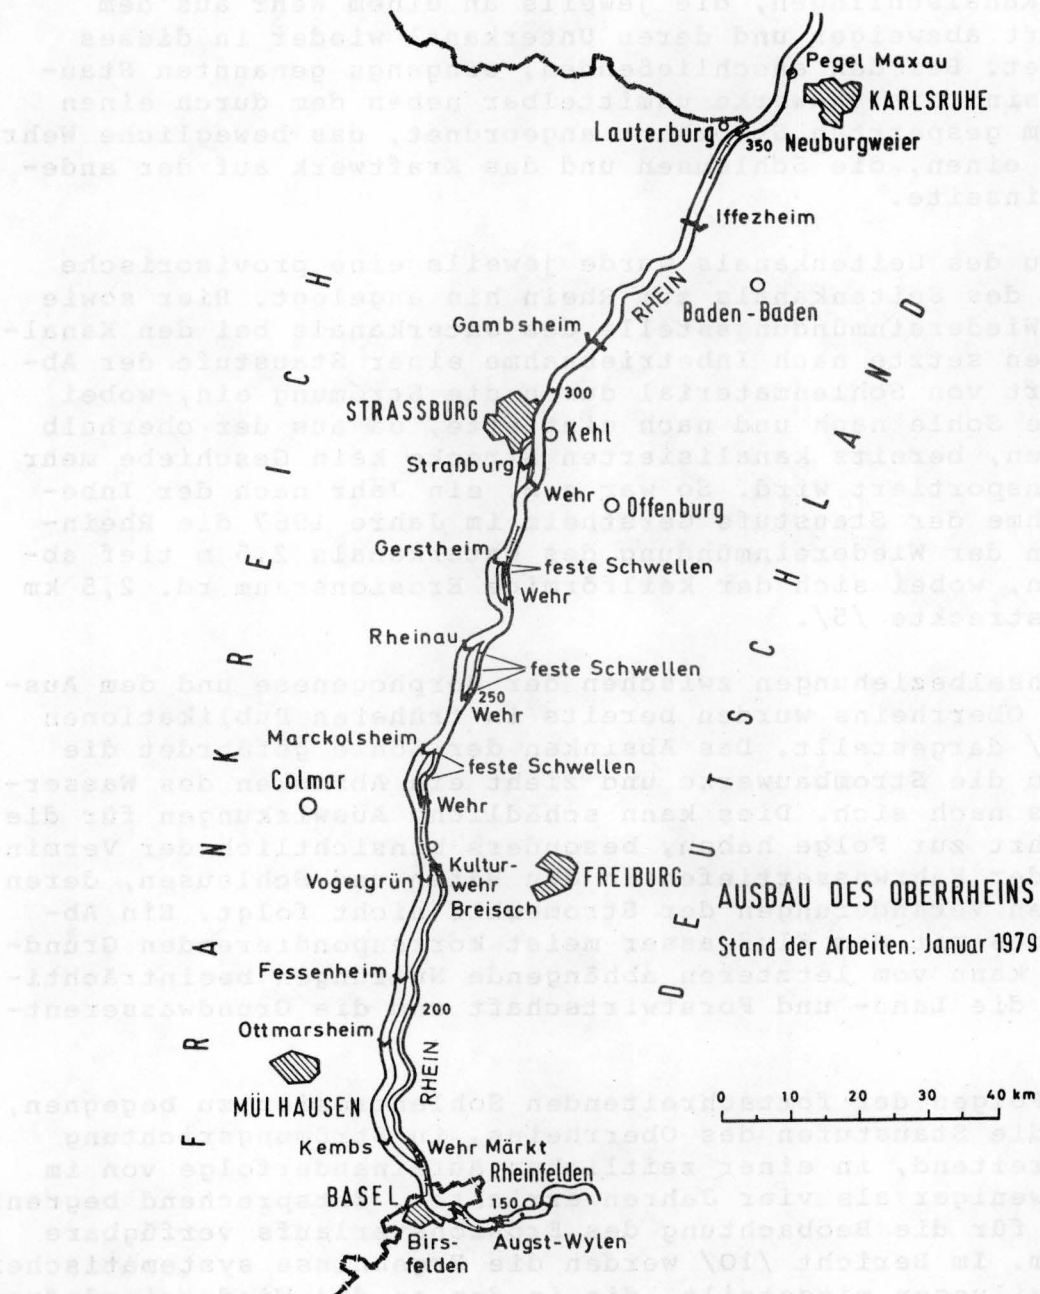 Pegel Maxau
KARLSRUHE
Lauterburg
350 Neuburgweier
Iffezheim
RHEIN
Baden-Baden
Gambsheim
300
STRASSBURG
Kehl
Straßburg
Wehr
Offenburg
Gerstheim
feste Schwellen
Wehr
Rheinau
feste Schwellen
250
Wehr
Marckolsheim
feste Schwellen
Colmar
Wehr
Kultur-
wehr
Breisach
Vogelgrün
FREIBURG
AUSBAU DES OBERRHEINS
Stand der Arbeiten: Januar 1979
Fessenheim
200
Ottmarsheim
RHEIN
MÜLHAUSEN
0 10 20 30 40 km
Kembs
Wehr Märkt
Rheinfelden
BASEL
150
Birs-
felden
Augst-Wylen
FRANKREICH
DEUTSCHLAND